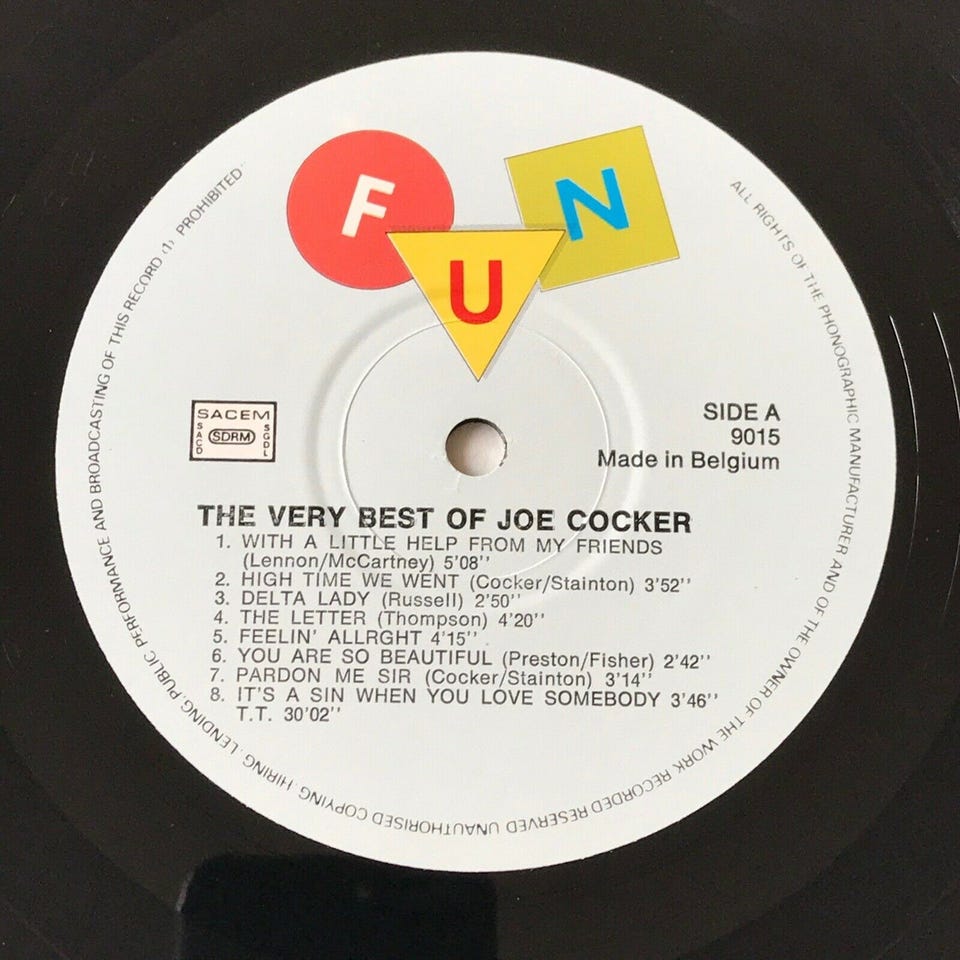 F U N
SACEM
SACD SDRM SGDL
SIDE A
9015
Made in Belgium
THE VERY BEST OF JOE COCKER
1. WITH A LITTLE HELP FROM MY FRIENDS
(Lennon/McCartney) 5'08''
2. HIGH TIME WE WENT (Cocker/Stainton) 3'52''
3. DELTA LADY (Russell) 2'50''
4. THE LETTER (Thompson) 4'20''
5. FEELIN' ALLRGHT 4'15''
6. YOU ARE SO BEAUTIFUL (Preston/Fisher) 2'42''
7. PARDON ME SIR (Cocker/Stainton) 3'14''
8. IT'S A SIN WHEN YOU LOVE SOMEBODY 3'46''
T.T. 30'02''
ALL RIGHTS OF THE PHONOGRAPHIC MANUFACTURER AND OF THE OWNER OF THE WORK RECORDED RESERVED UNAUTHORISED COPYING. HIRING. LENDING. PUBLIC PERFORMANCE AND BROADCASTING OF THIS RECORD (1) PROHIBITED